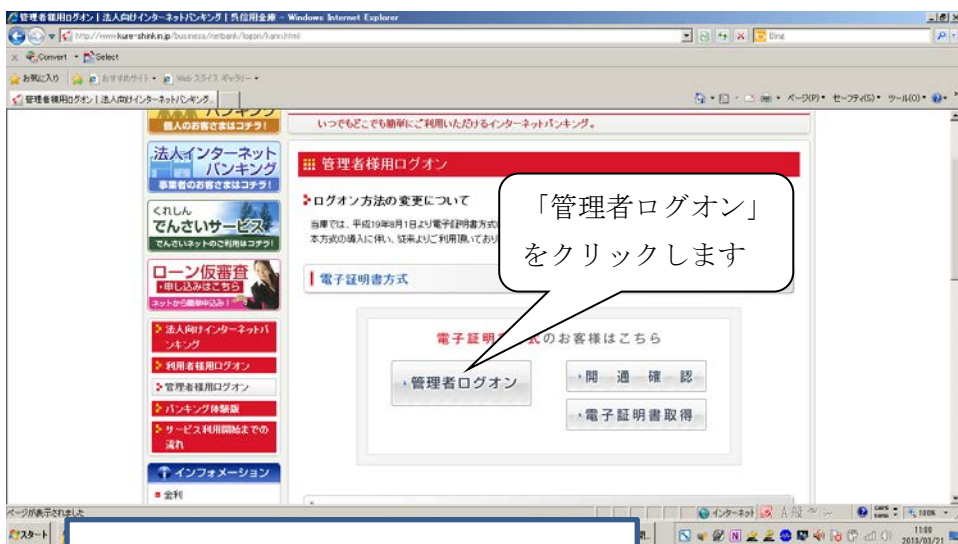 管理者様用ログオン | 法人向けインターネットバンキング | 呉信用金庫 - Windows Internet Explorer
http://www.kure-shinkin.jp/business/netbank/logon/kanri.html
Bing
Convert
Select
お気に入り
おすすめサイト
Web スライス ギャラリー
管理者様用ログオン | 法人向けインターネットバンキング...
ページ(P)
セーフティ(S)
ツール(O)
バンキング
個人のお客さまはコチラ!
法人インターネット
バンキング
事業者のお客さまはコチラ!
くれしん
でんさいサービス
でんさいネットのご利用はコチラ!
ローン仮審査
・申し込みはこちら
ネットから簡単申込み!
法人向けインターネットバ
ンキング
利用者様用ログオン
管理者様用ログオン
バンキング体験版
サービス利用開始までの
流れ
インフォメーション
金利
いつでもどこでも簡単にご利用いただけるインターネットバンキング。
管理者様用ログオン
ログオン方法の変更について
当庫では、平成19年8月1日より電子証明書方式
本方式の導入に伴い、従来よりご利用頂いており
「管理者ログオン」
をクリックします
電子証明書方式
電子証明
式のお客様はこちら
管理者ログオン
開 通 確 認
電子証明書取得
ページが表示されました
インターネット
100%
スタート
11:00
2013/03/21